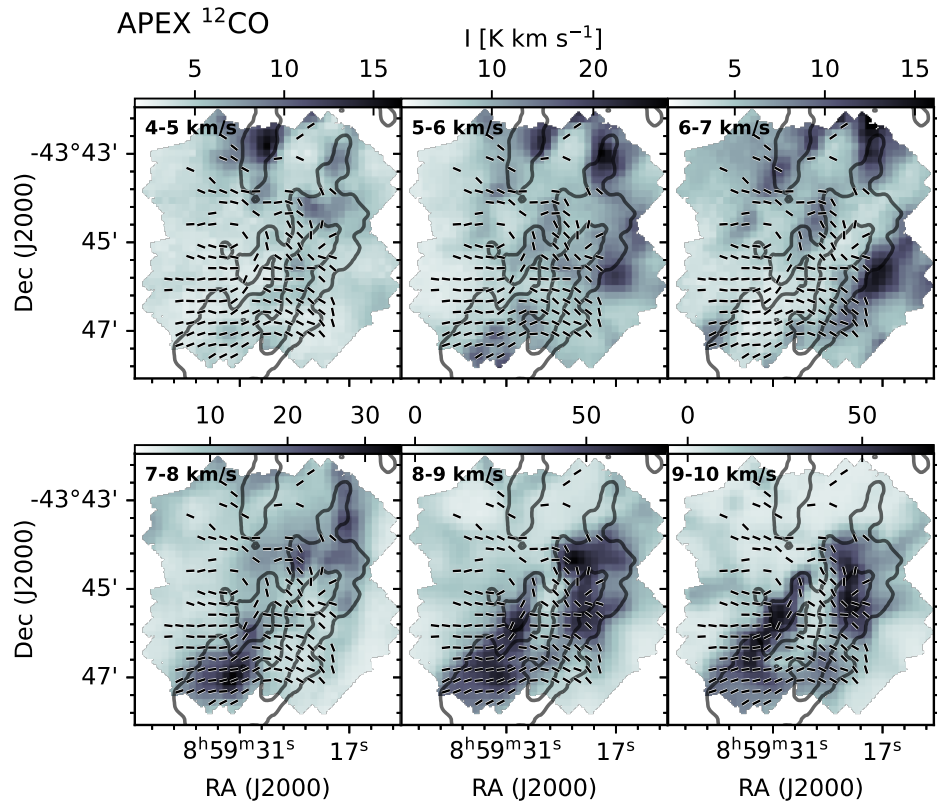 APEX ¹²CO
I [K km s⁻¹]
5 10 15 10 20 5 10 15
4-5 km/s 5-6 km/s 6-7 km/s
-43°43'
45'
47'
Dec (J2000)
10 20 30 0 50 0 50
7-8 km/s 8-9 km/s 9-10 km/s
-43°43'
45'
47'
Dec (J2000)
8ʰ59ᵐ31ˢ 17ˢ 8ʰ59ᵐ31ˢ 17ˢ 8ʰ59ᵐ31ˢ 17ˢ
RA (J2000) RA (J2000) RA (J2000)